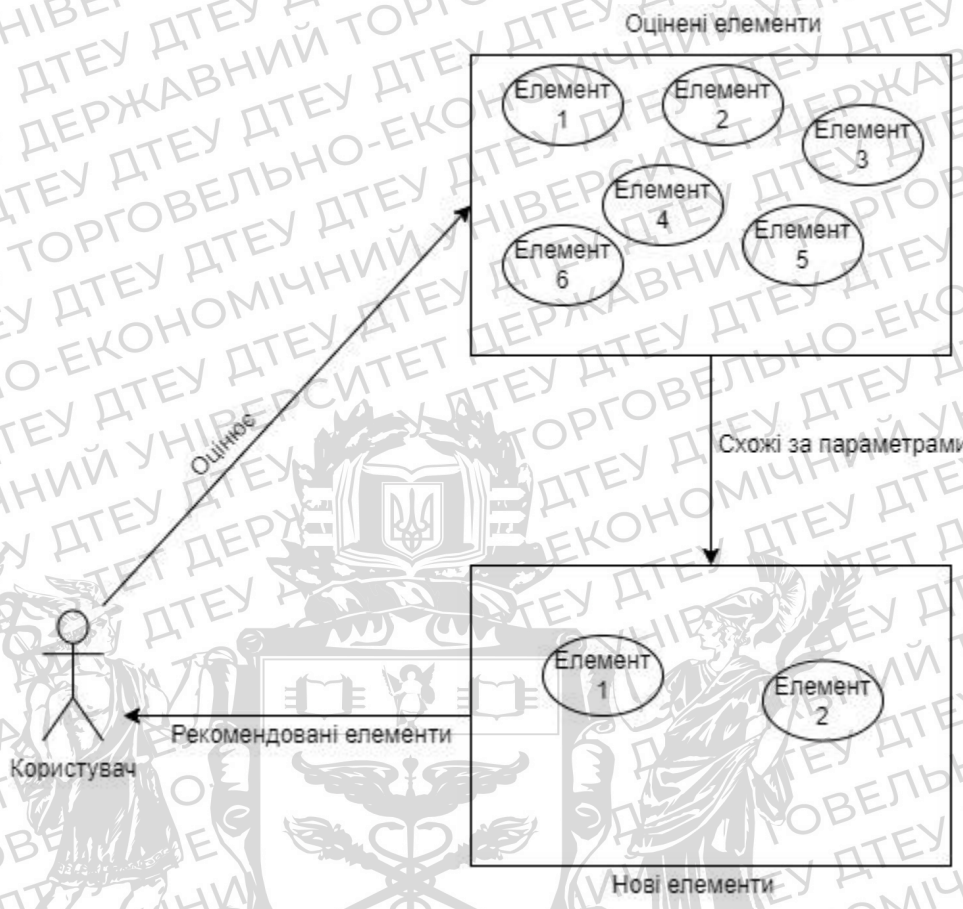 Оцінені елементи
Елемент
1
Елемент
2
Елемент
3
Елемент
4
Елемент
5
Елемент
6
Оцінює
Схожі за параметрами
Елемент
1
Елемент
2
Рекомендовані елементи
Користувач
Нові елементи